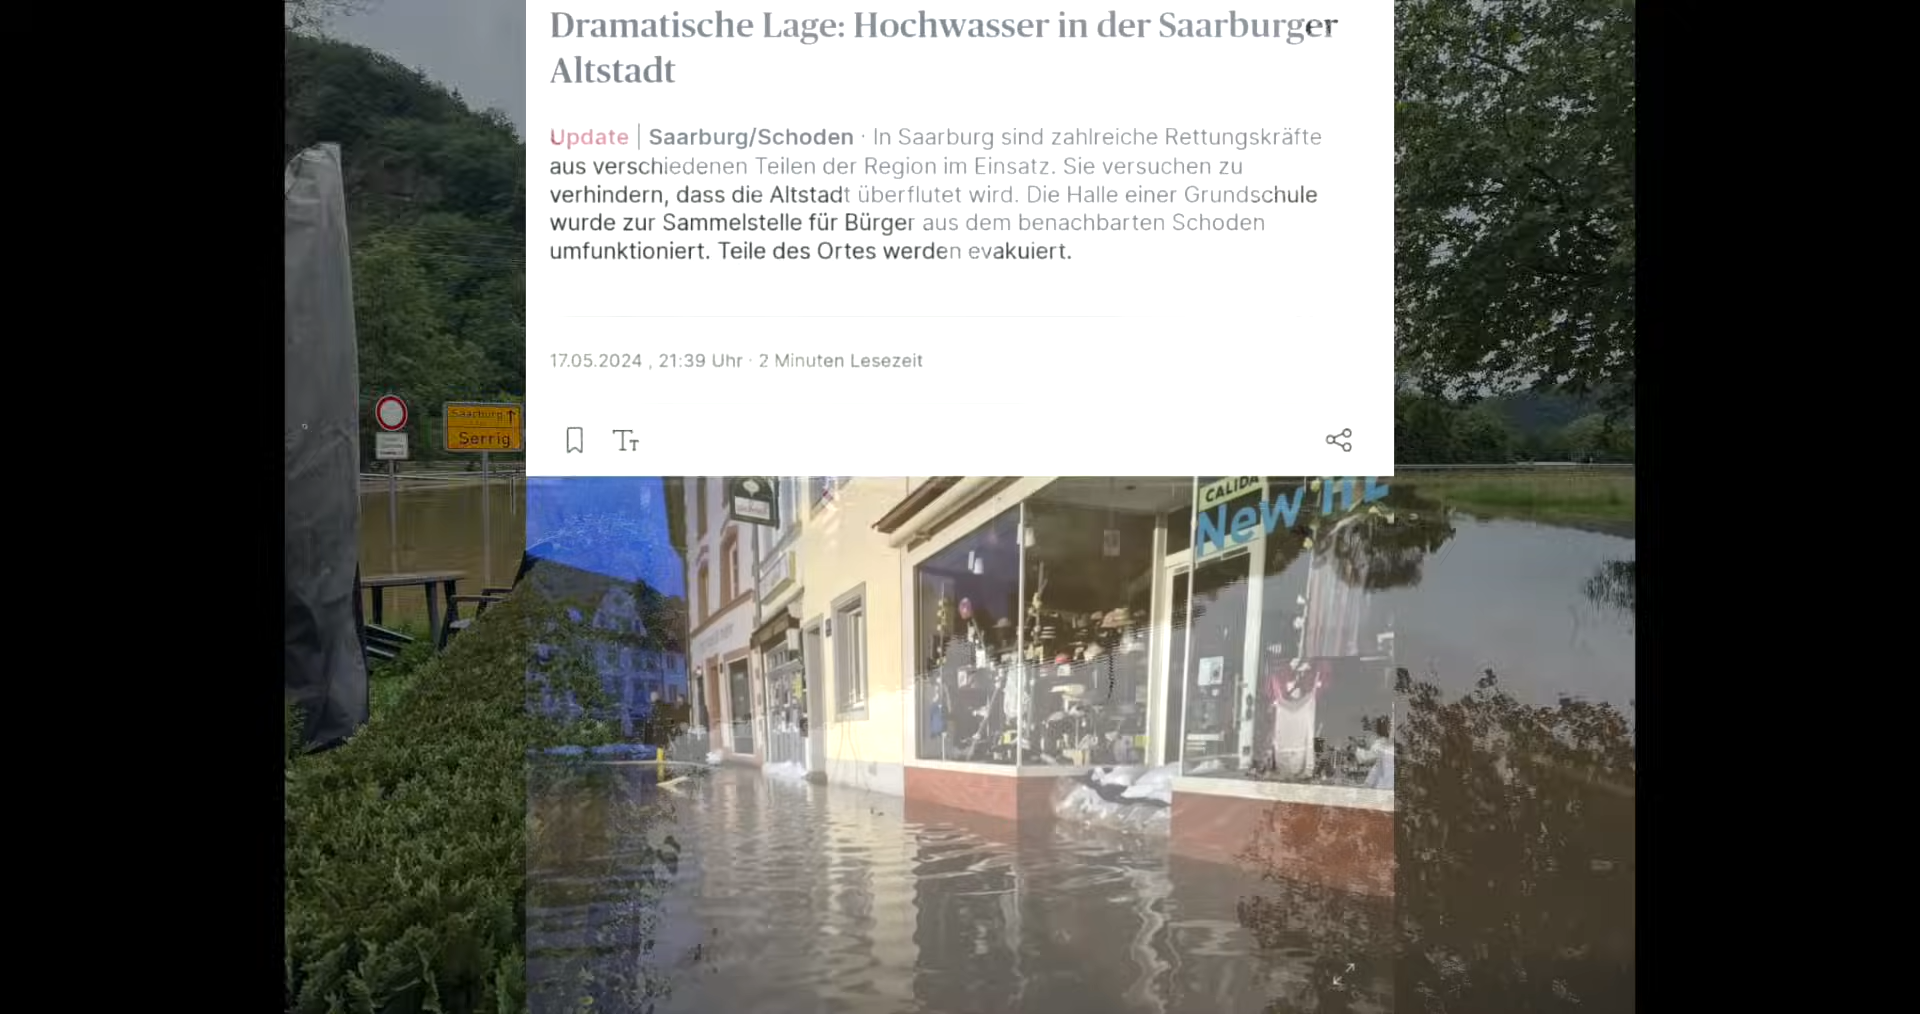 Dramatische Lage: Hochwasser in der Saarburger
Altstadt
Update | Saarburg/Schoden · In Saarburg sind zahlreiche Rettungskräfte
aus verschiedenen Teilen der Region im Einsatz. Sie versuchen zu
verhindern, dass die Altstadt überflutet wird. Die Halle einer Grundschule
wurde zur Sammelstelle für Bürger aus dem benachbarten Schoden
umfunktioniert. Teile des Ortes werden evakuiert.
17.05.2024 , 21:39 Uhr · 2 Minuten Lesezeit
Saarburg
Serrig
CALIDA
New